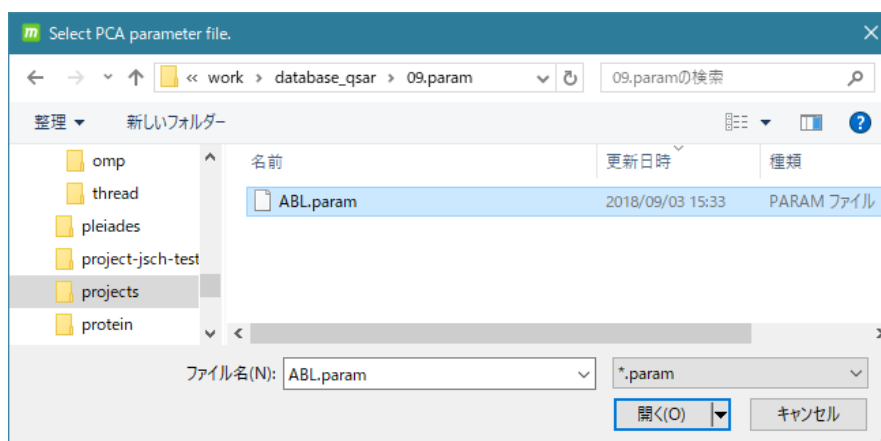 m Select PCA parameter file.
« work > database_qsar > 09.param
09.paramの検索
整理 新しいフォルダー
omp
thread
pleiades
project-jsch-test
projects
protein
名前 更新日時 種類
ABL.param 2018/09/03 15:33 PARAM ファイル
ファイル名(N): ABL.param *.param
開く(O) キャンセル